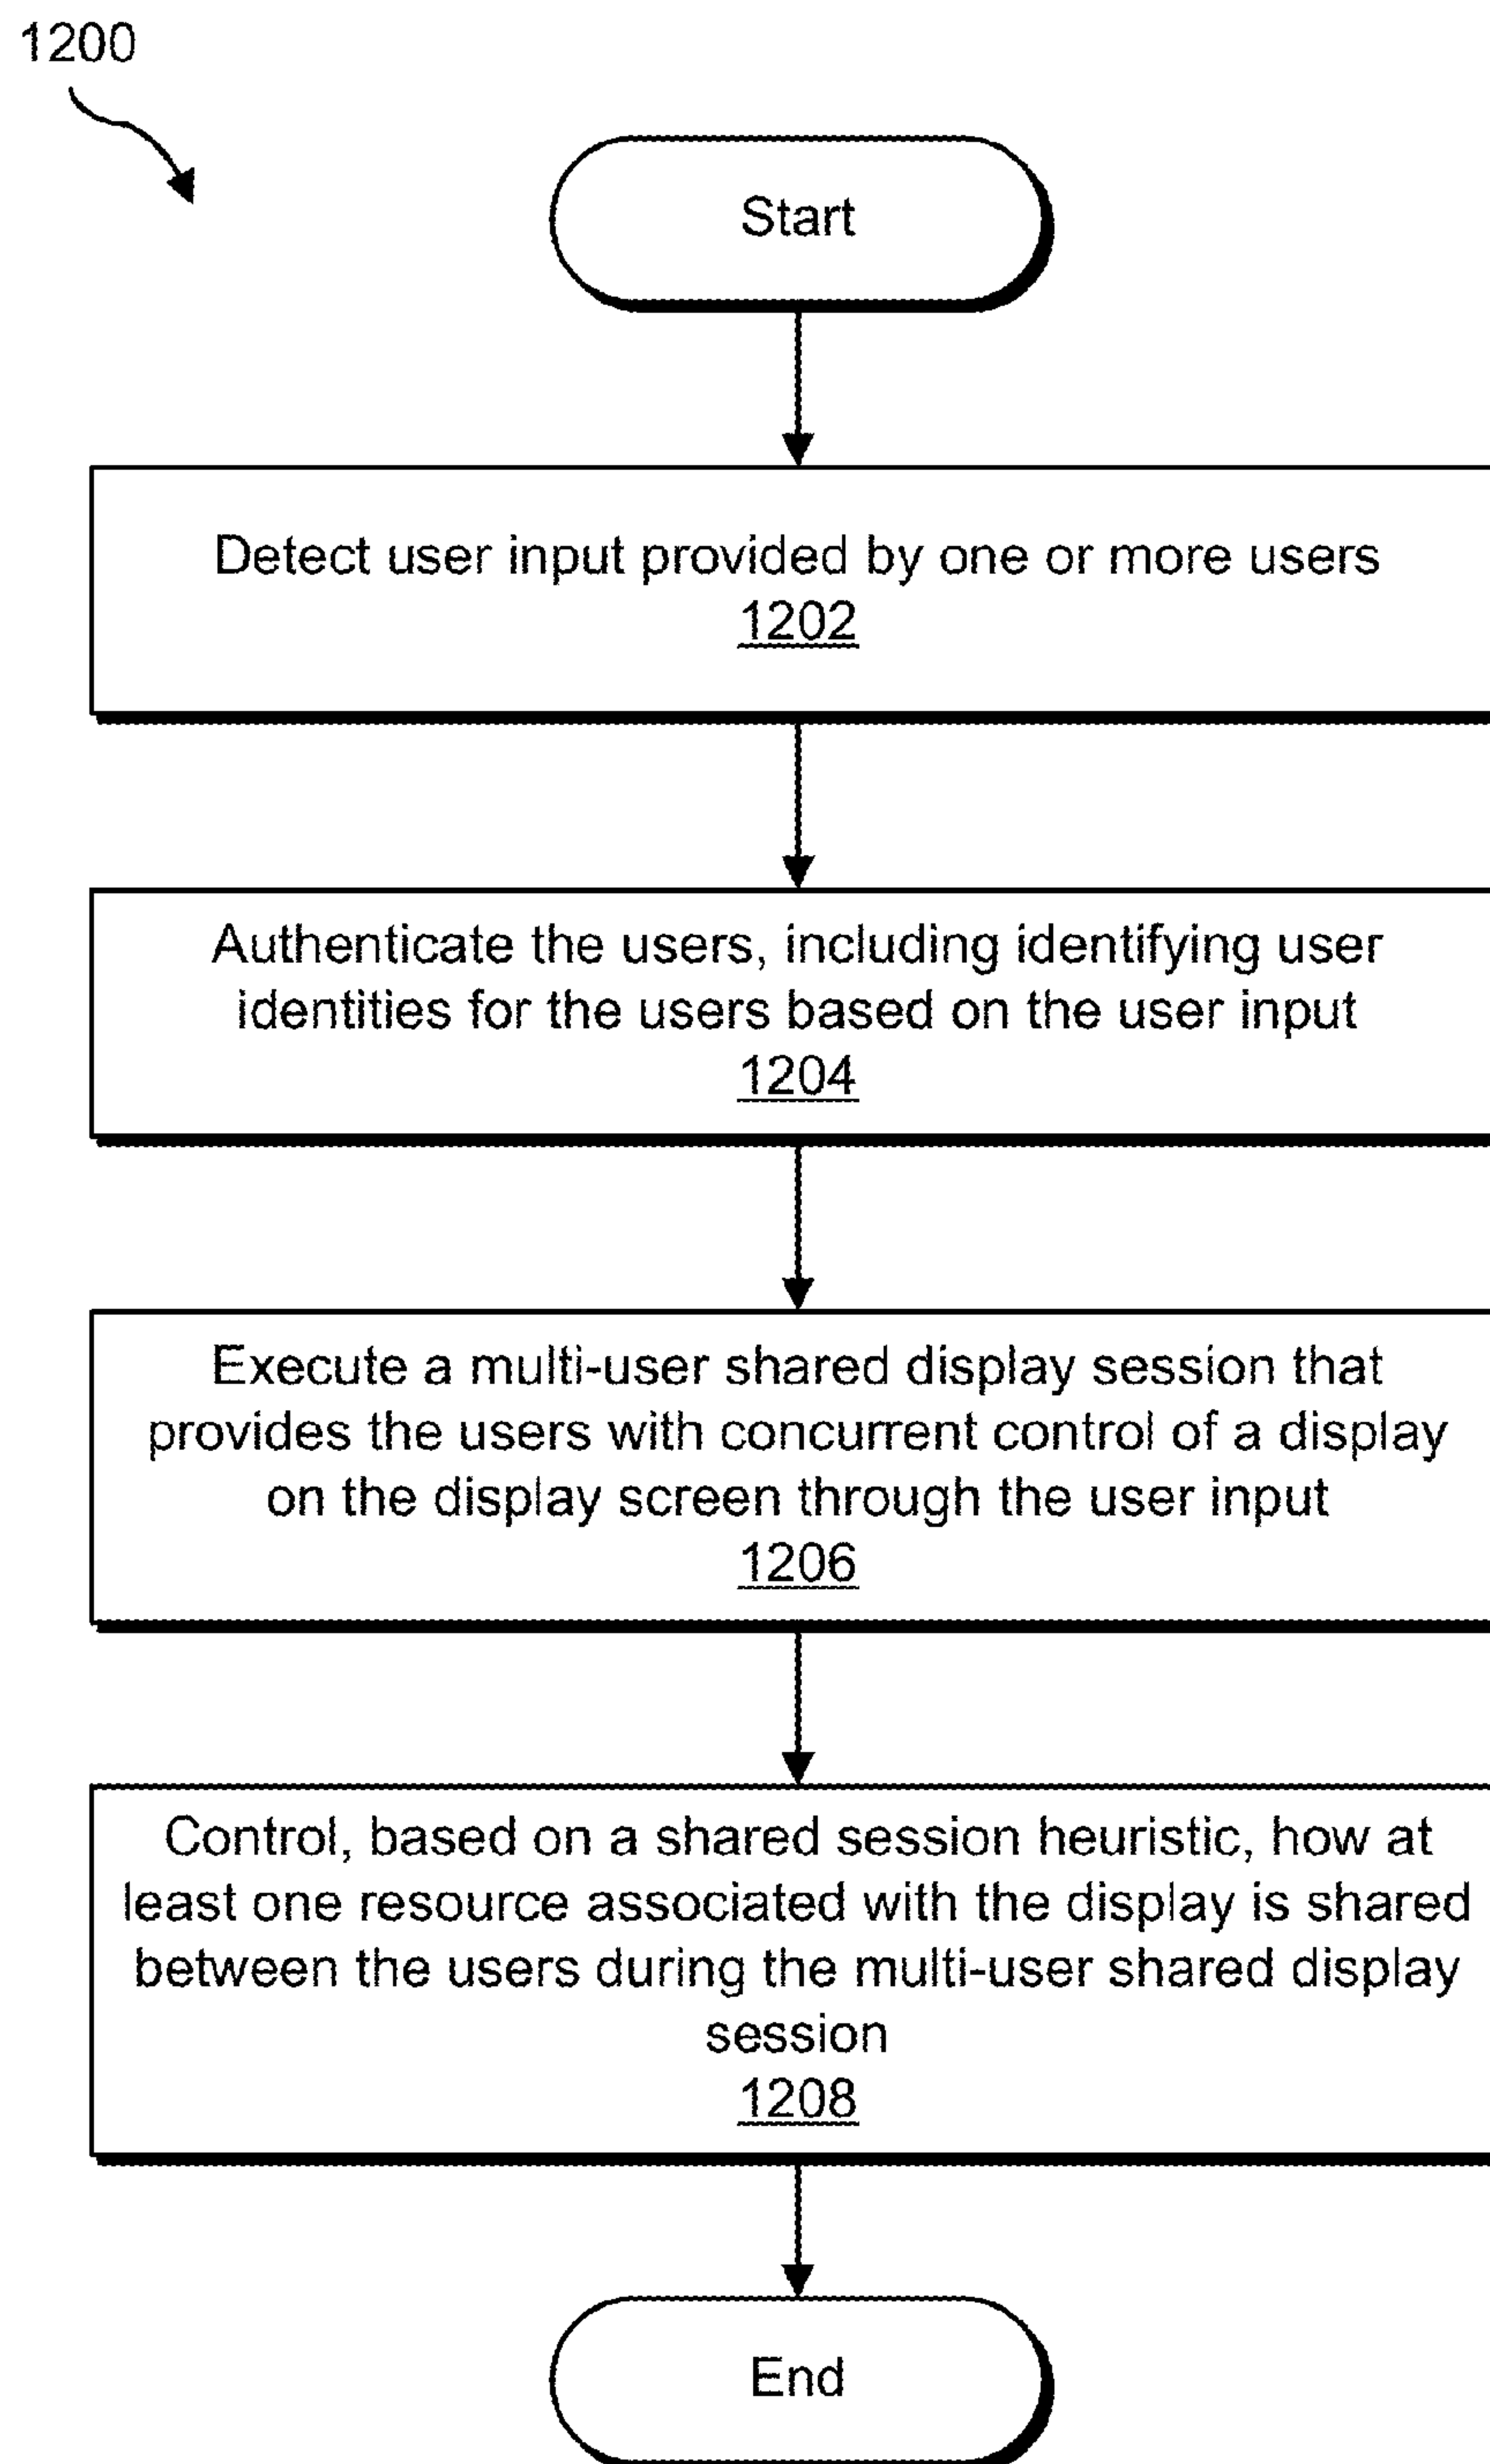 1200
Start
Detect user input provided by one or more users
1202
Authenticate the users, including identifying user
identities for the users based on the user input
1204
Execute a multi-user shared display session that
provides the users with concurrent control of a display
on the display screen through the user input
1206
Control, based on a shared session heuristic, how at
least one resource associated with the display is shared
between the users during the multi-user shared display
session
1208
End